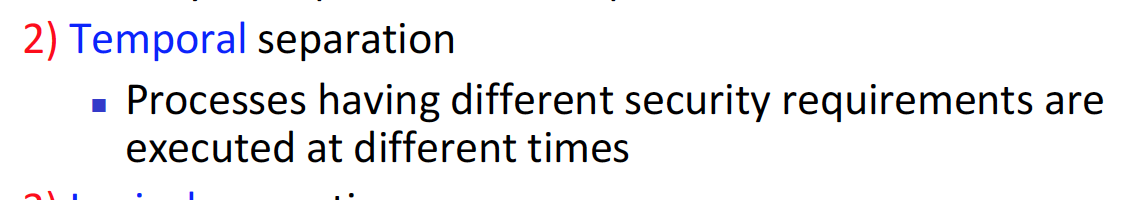 2) Temporal separation
▪ Processes having different security requirements are
executed at different times